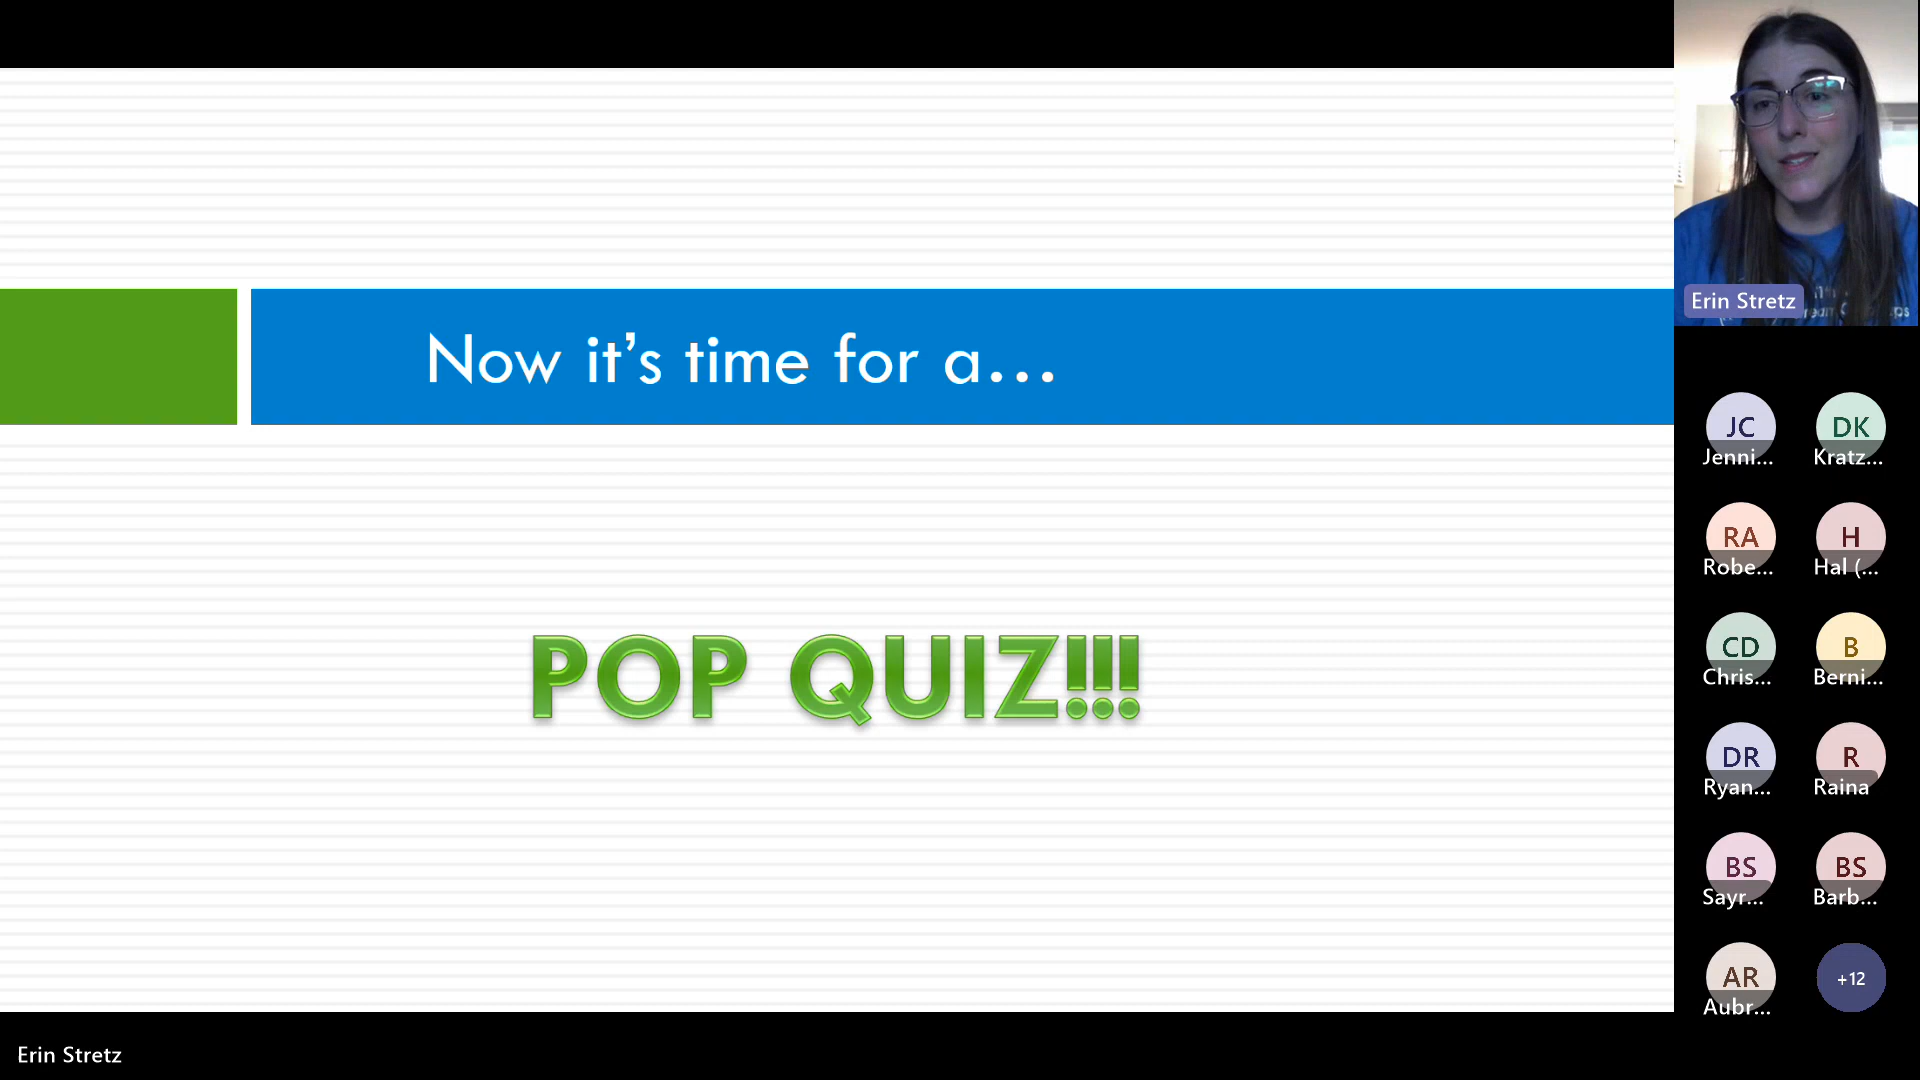 Now it’s time for a...
POP QUIZ!!!
Erin Stretz
JC
Jenni...
DK
Kratz...
RA
Robe...
H
Hal (...
CD
Chris...
B
Berni...
DR
Ryan...
R
Raina
BS
Sayr...
BS
Barb...
AR
Aubr...
+12
Erin Stretz